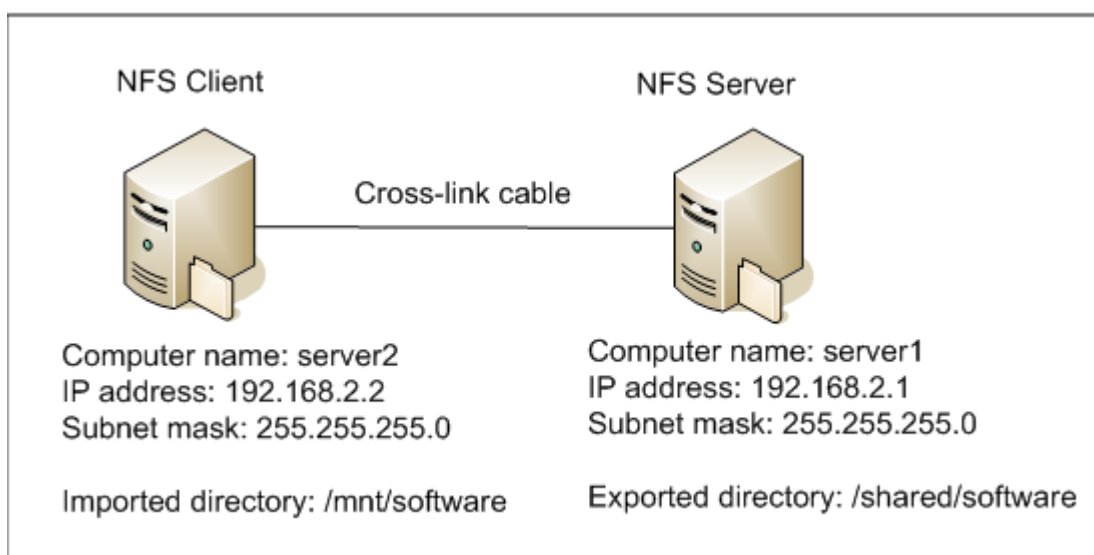 NFS Client
NFS Server
Cross-link cable
Computer name: server2
IP address: 192.168.2.2
Subnet mask: 255.255.255.0
Imported directory: /mnt/software
Computer name: server1
IP address: 192.168.2.1
Subnet mask: 255.255.255.0
Exported directory: /shared/software